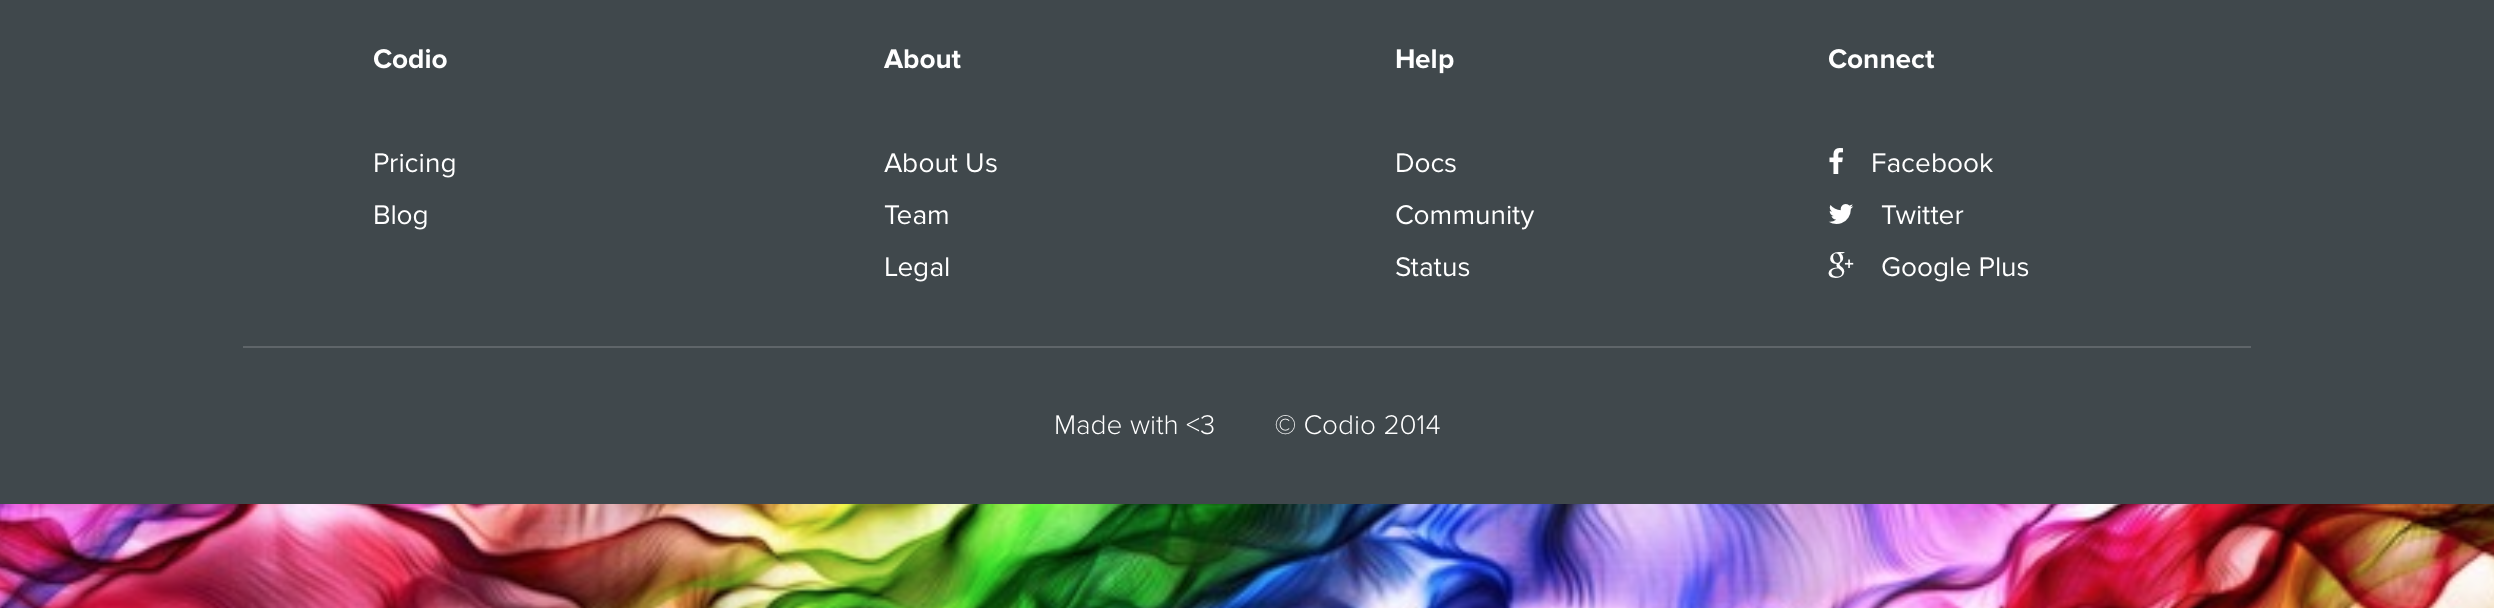 Codio
Pricing
Blog
About
About Us
Team
Legal
Help
Docs
Community
Status
Connect
Facebook
Twitter
Google Plus
Made with <3 © Codio 2014